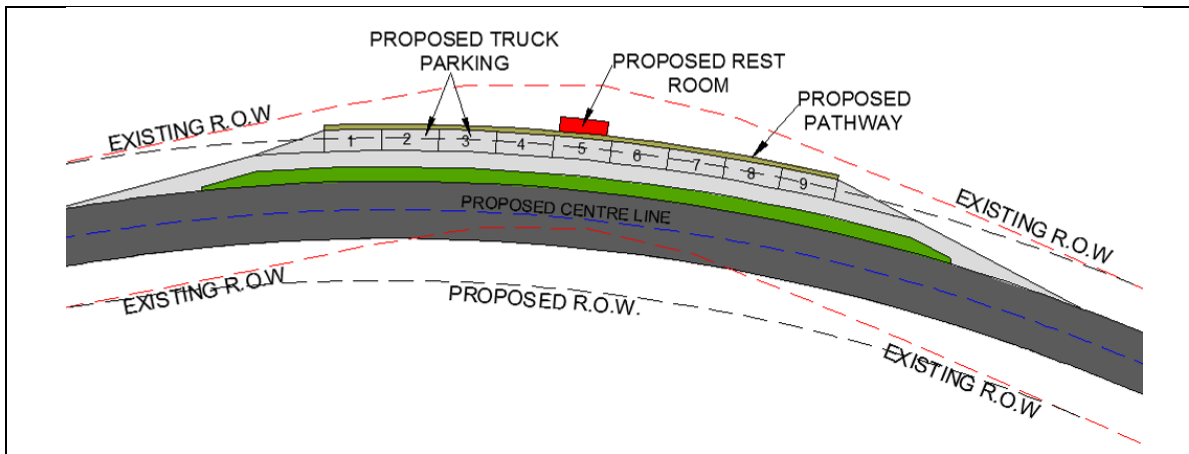 PROPOSED TRUCK
PARKING
PROPOSED REST
ROOM
PROPOSED
PATHWAY
EXISTING R.O.W
1 2 3 4 5 6 7 8 9
PROPOSED CENTRE LINE
EXISTING R.O.W
EXISTING R.O.W
PROPOSED R.O.W.
EXISTING R.O.W